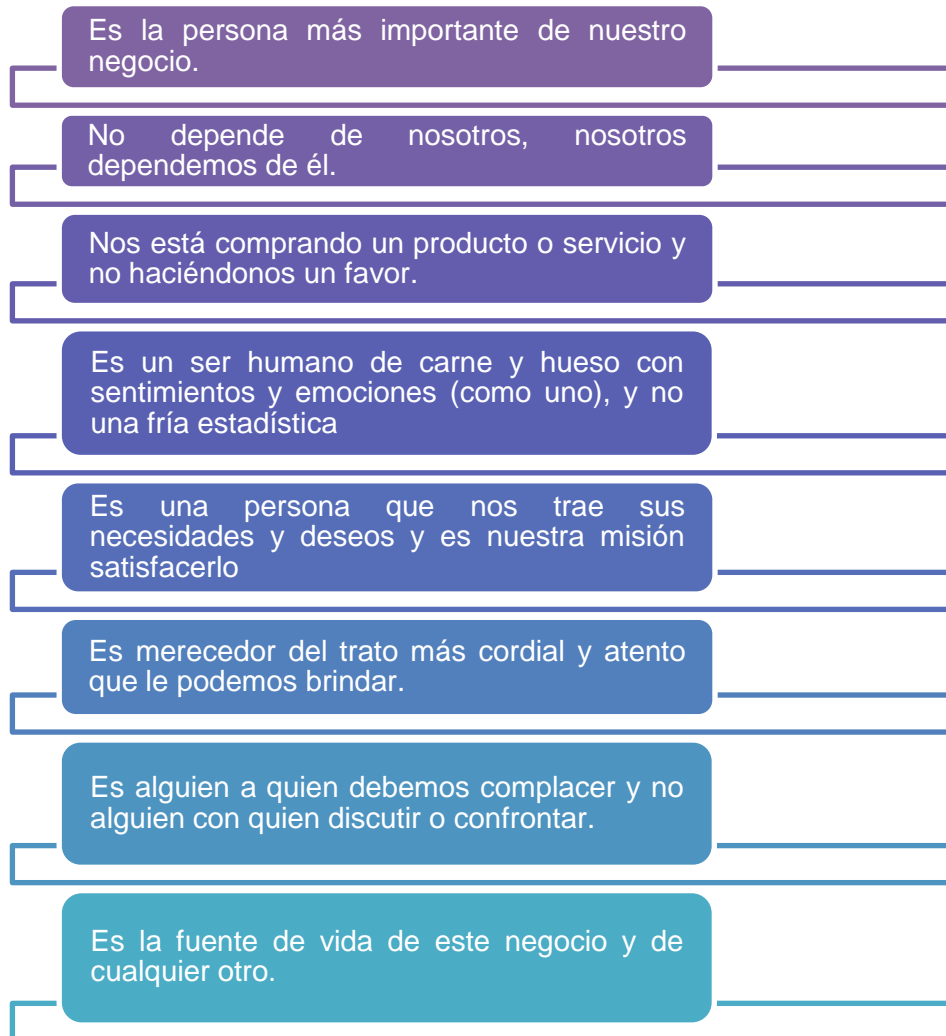 Es la persona más importante de nuestro
negocio.
No depende de nosotros, nosotros
dependemos de él.
Nos está comprando un producto o servicio y
no haciéndonos un favor.
Es un ser humano de carne y hueso con
sentimientos y emociones (como uno), y no
una fría estadística
Es una persona que nos trae sus
necesidades y deseos y es nuestra misión
satisfacerlo
Es merecedor del trato más cordial y atento
que le podemos brindar.
Es alguien a quien debemos complacer y no
alguien con quien discutir o confrontar.
Es la fuente de vida de este negocio y de
cualquier otro.